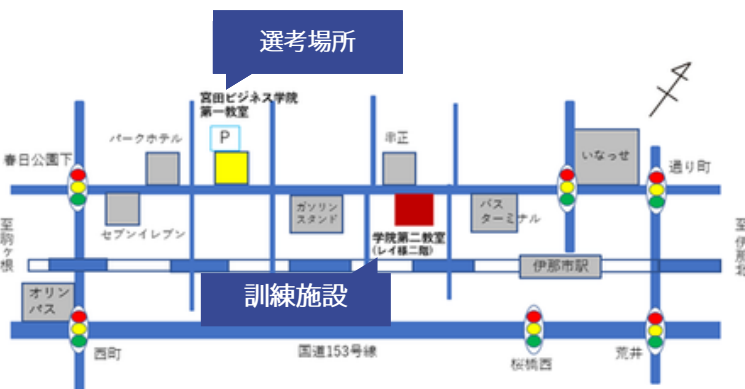 選考場所
宮田ビジネス学院
第一教室
P
パークホテル
串正
いなっせ
春日公園下
通り町
セブンイレブン
ガソリン
スタンド
学院第二教室
(レイ様二階)
バス
ターミナル
至駒ヶ根
至伊那北
伊那市駅
訓練施設
オリン
パス
西町
国道153号線
桜橋西
荒井